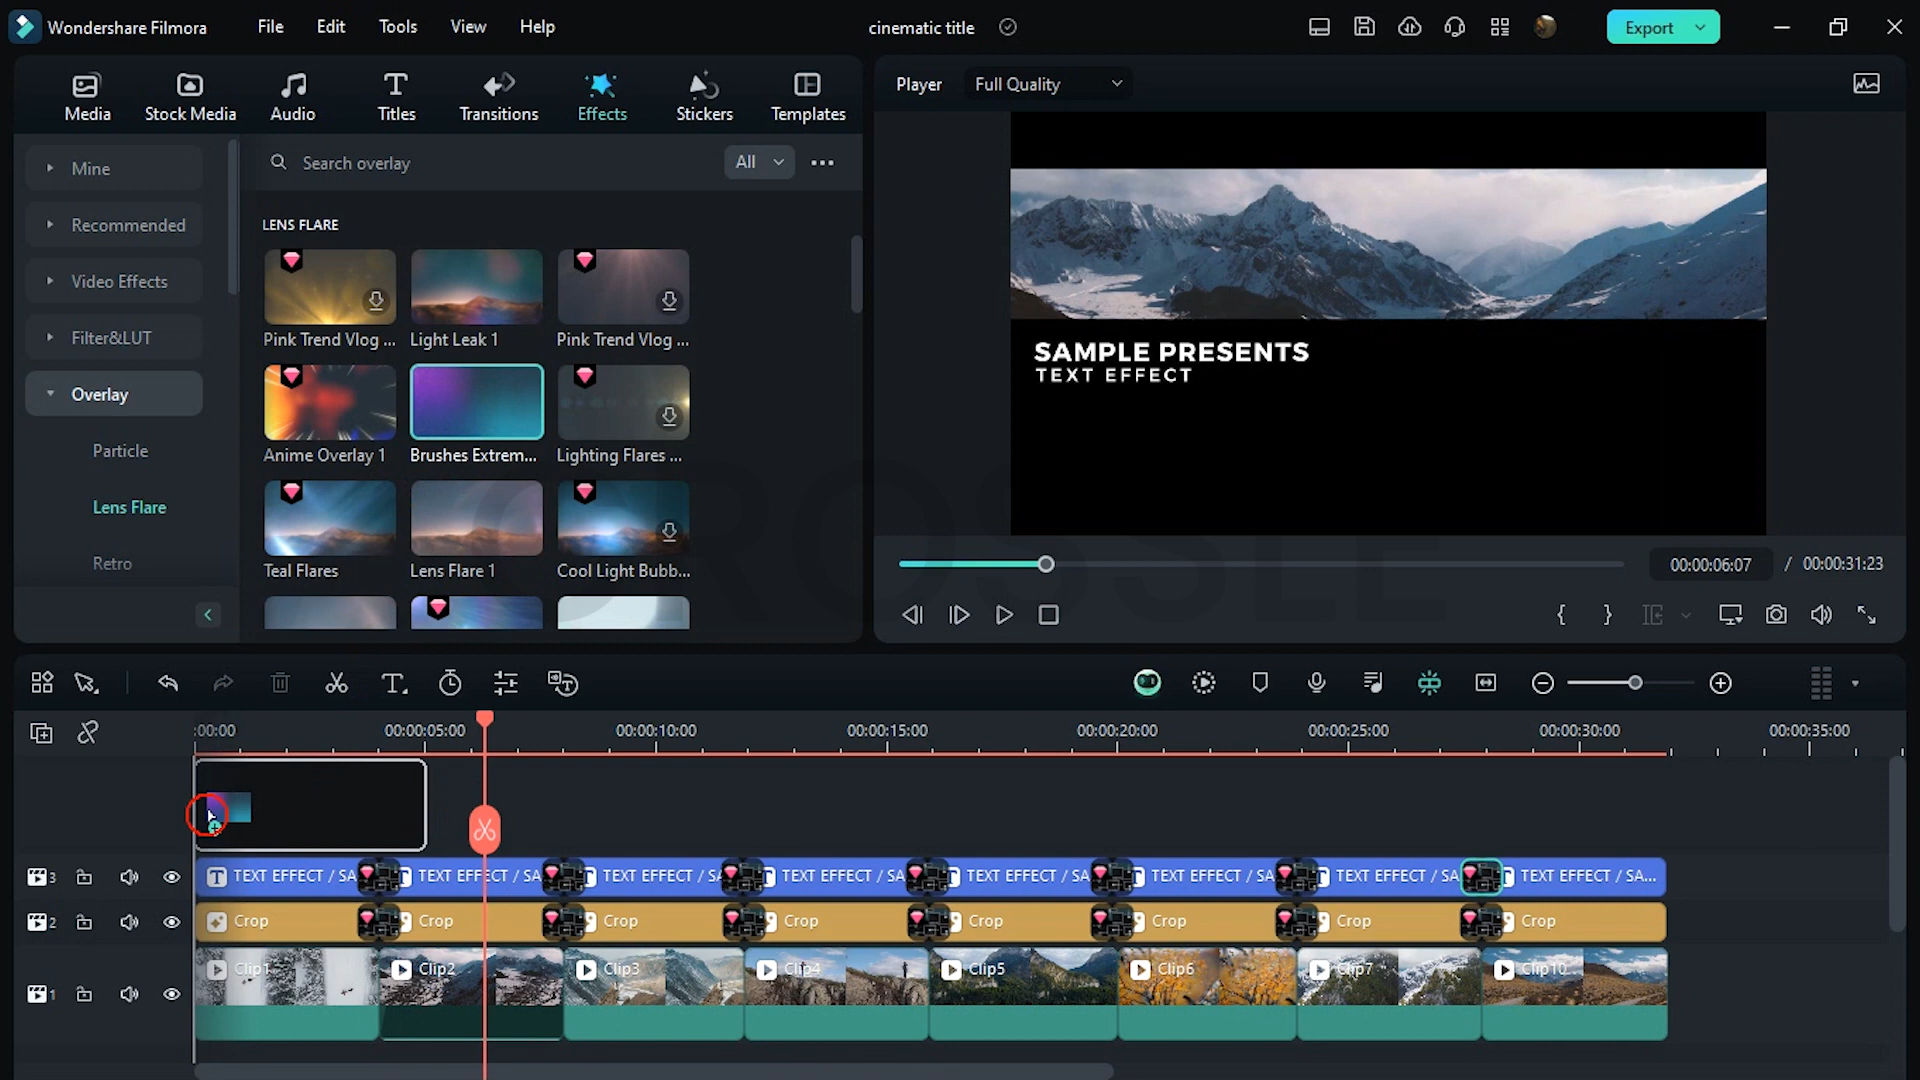 Wondershare Filmora
File
Edit
Tools
View
Help
cinematic title
Export
Media
Stock Media
Audio
Titles
Transitions
Effects
Stickers
Templates
Player
Full Quality
Mine
Recommended
Video Effects
Filter&LUT
Overlay
Particle
Lens Flare
Retro
Search overlay
All
LENS FLARE
Pink Trend Vlog ...
Light Leak 1
Pink Trend Vlog ...
Anime Overlay 1
Brushes Extrem...
Lighting Flares ...
Teal Flares
Lens Flare 1
Cool Light Bubb...
SAMPLE PRESENTS
TEXT EFFECT
00:00:06:07 / 00:00:31:23
:00:00
00:00:05:00
00:00:10:00
00:00:15:00
00:00:20:00
00:00:25:00
00:00:30:00
00:00:35:00
3
TEXT EFFECT / SA
TEXT EFFECT / SA
TEXT EFFECT / SA
TEXT EFFECT / SA
TEXT EFFECT / SA
TEXT EFFECT / SA
TEXT EFFECT / SA
TEXT EFFECT / SA...
2
Crop
Crop
Crop
Crop
Crop
Crop
Crop
Crop
1
Clip1
Clip2
Clip3
Clip4
Clip5
Clip6
Clip7
Clip10